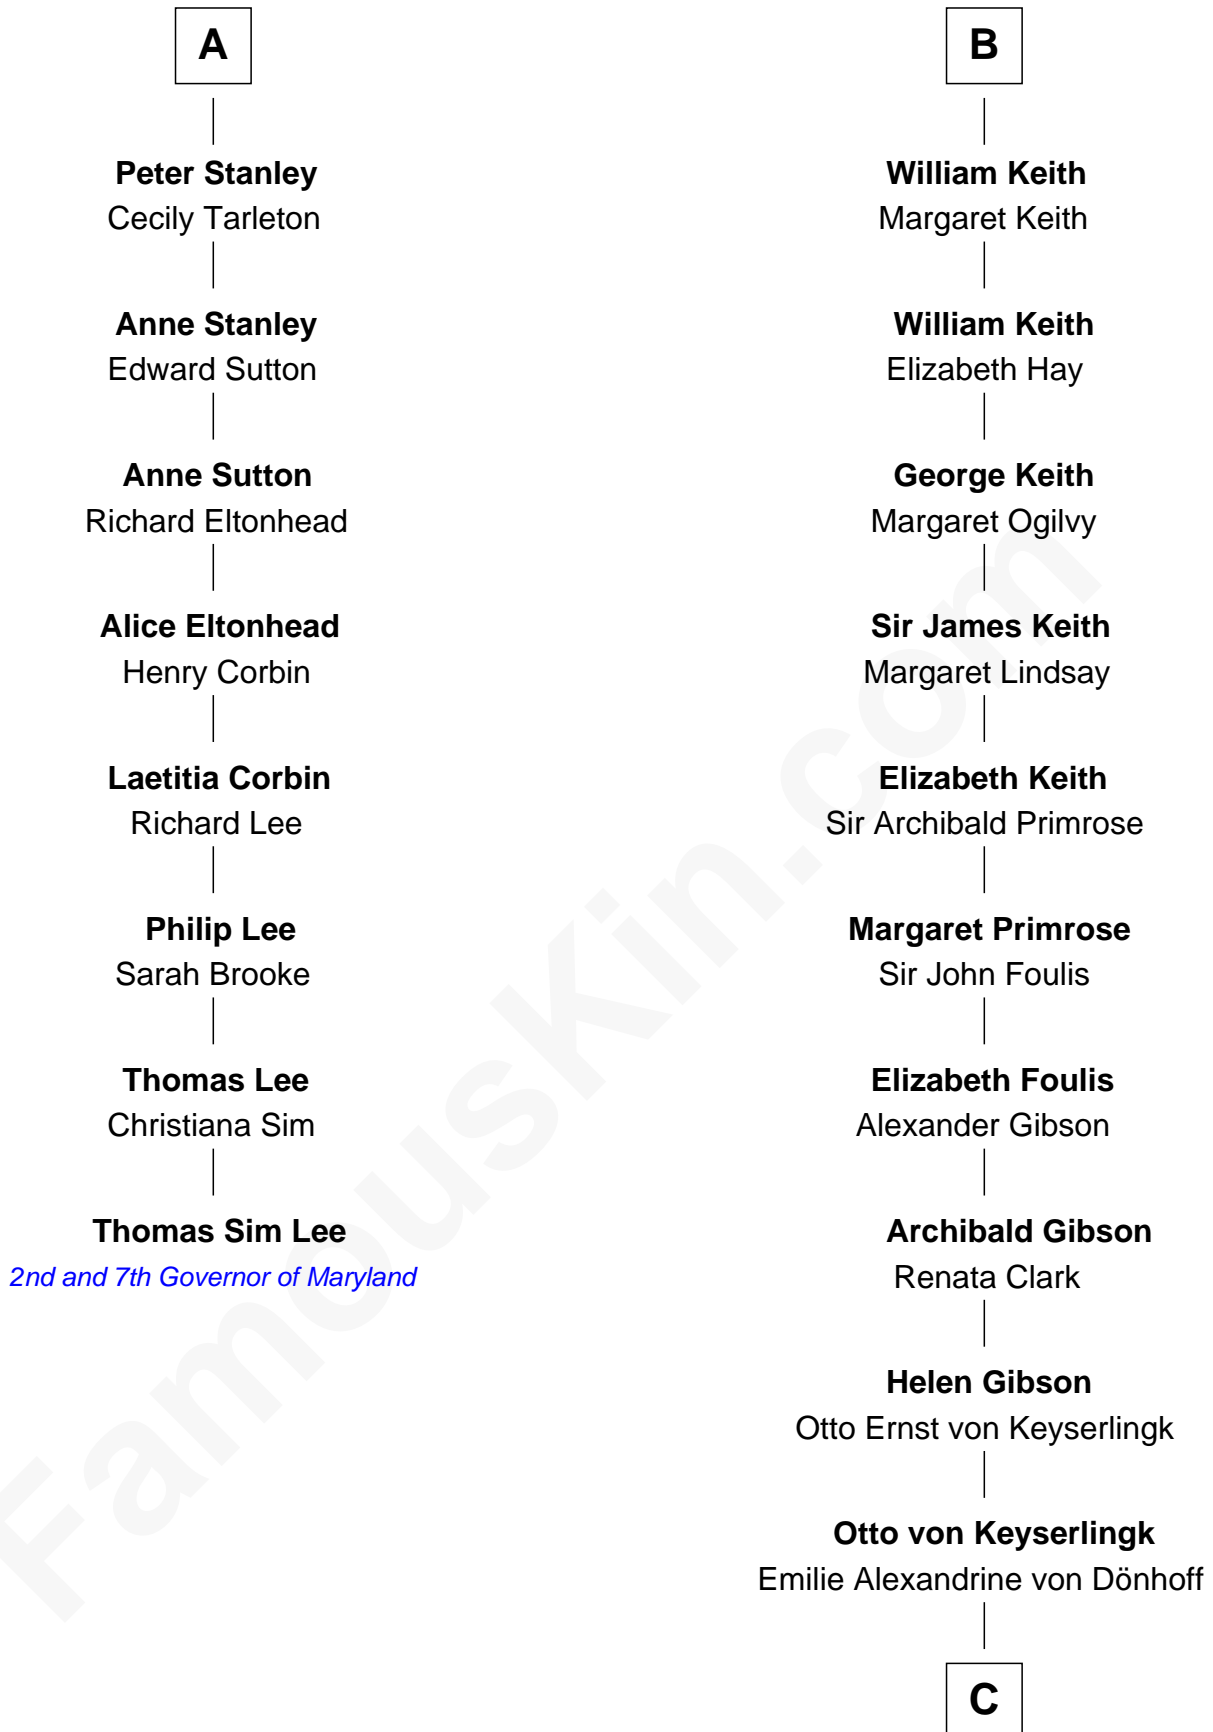 A
Peter Stanley
Cecily Tarleton
Anne Stanley
Edward Sutton
Anne Sutton
Richard Eltonhead
Alice Eltonhead
Henry Corbin
Laetitia Corbin
Richard Lee
Philip Lee
Sarah Brooke
Thomas Lee
Christiana Sim
Thomas Sim Lee
2nd and 7th Governor of Maryland
B
William Keith
Margaret Keith
William Keith
Elizabeth Hay
George Keith
Margaret Ogilvy
Sir James Keith
Margaret Lindsay
Elizabeth Keith
Sir Archibald Primrose
Margaret Primrose
Sir John Foulis
Elizabeth Foulis
Alexander Gibson
Archibald Gibson
Renata Clark
Helen Gibson
Otto Ernst von Keyserlingk
Otto von Keyserlingk
Emilie Alexandrine von Dönhoff
C
FamousKin.com